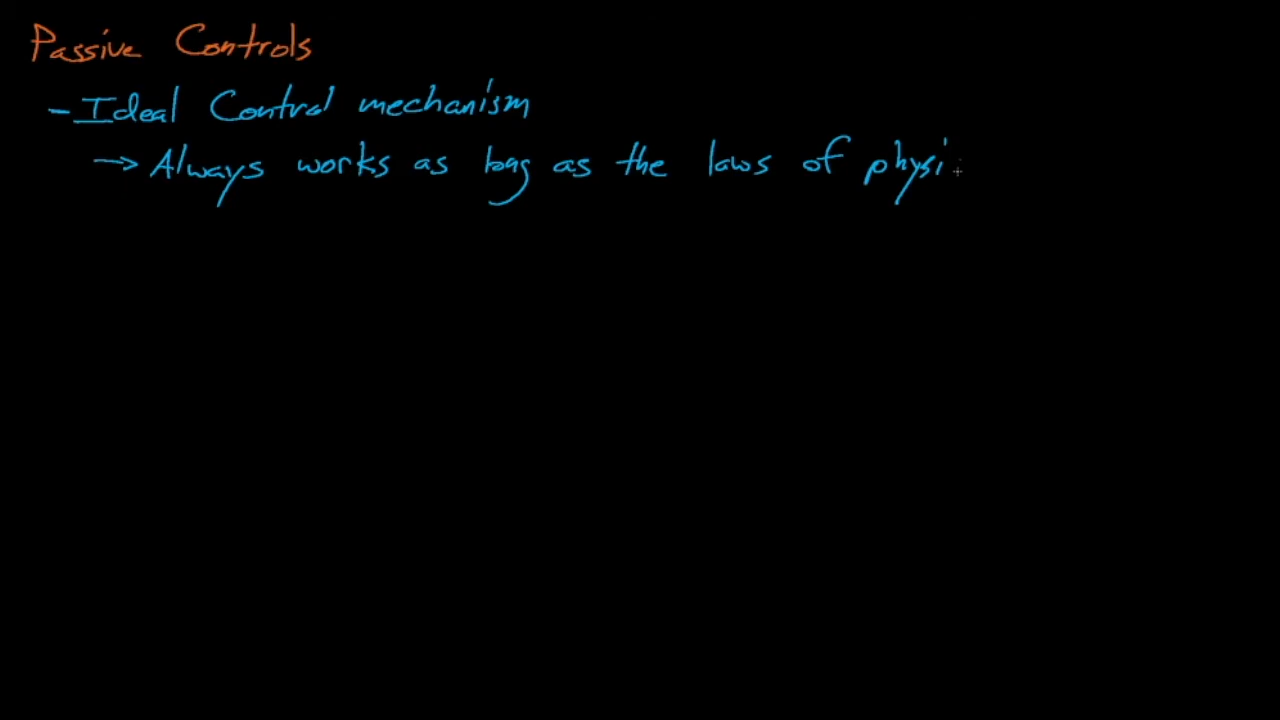 Passive Controls
- Ideal Control mechanism
→ Always works as long as the laws of physi